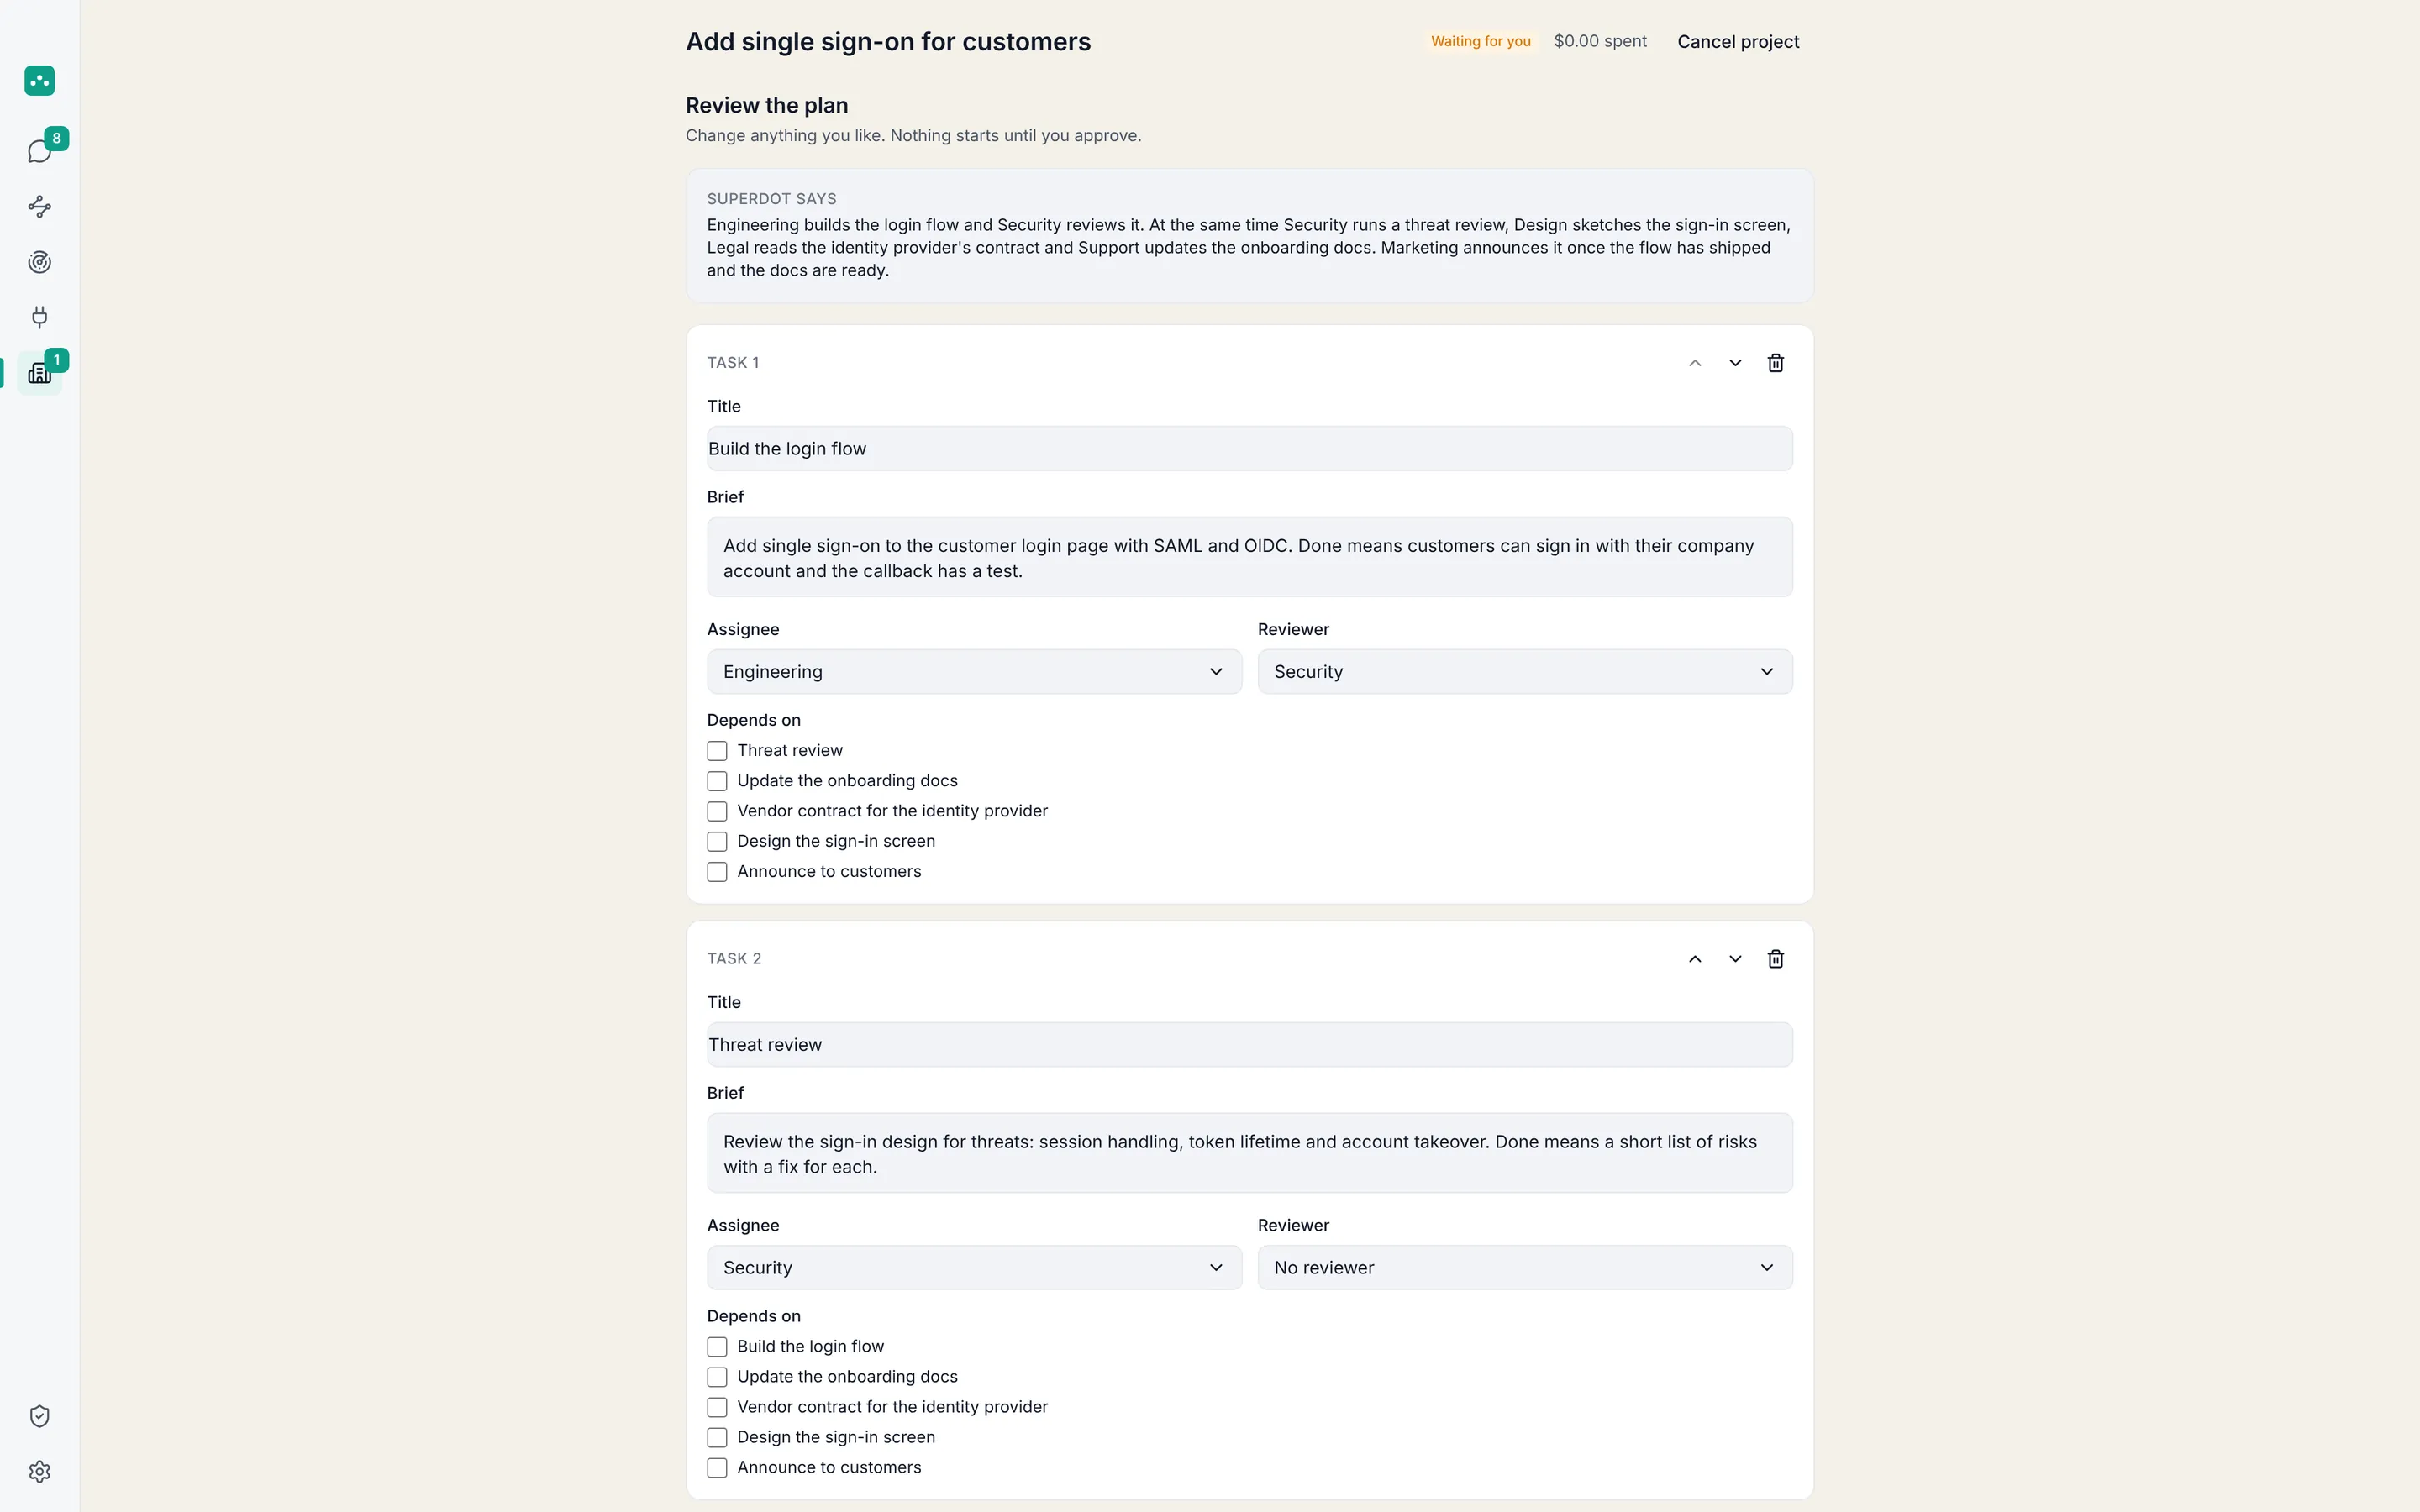 Add single sign-on for customers
Waiting for you
$0.00 spent
Cancel project
8
1
Review the plan
Change anything you like. Nothing starts until you approve.
SUPERDOT SAYS
Engineering builds the login flow and Security reviews it. At the same time Security runs a threat review, Design sketches the sign-in screen,
Legal reads the identity provider's contract and Support updates the onboarding docs. Marketing announces it once the flow has shipped
and the docs are ready.
TASK 1
Title
Build the login flow
Brief
Add single sign-on to the customer login page with SAML and OIDC. Done means customers can sign in with their company
account and the callback has a test.
Assignee
Reviewer
Engineering
Security
Depends on
Threat review
Update the onboarding docs
Vendor contract for the identity provider
Design the sign-in screen
Announce to customers
TASK 2
Title
Threat review
Brief
Review the sign-in design for threats: session handling, token lifetime and account takeover. Done means a short list of risks
with a fix for each.
Assignee
Reviewer
Security
No reviewer
Depends on
Build the login flow
Update the onboarding docs
Vendor contract for the identity provider
Design the sign-in screen
Announce to customers